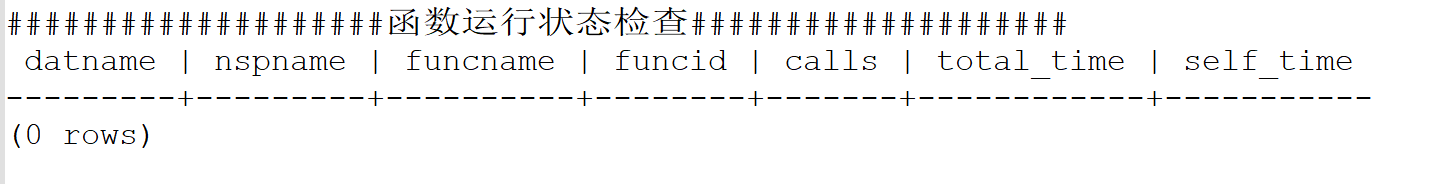 ####################函数运行状态检查####################
 datname | nspname | funcname | funcid | calls | total_time | self_time
---------+---------+----------+--------+-------+------------+-----------
(0 rows)